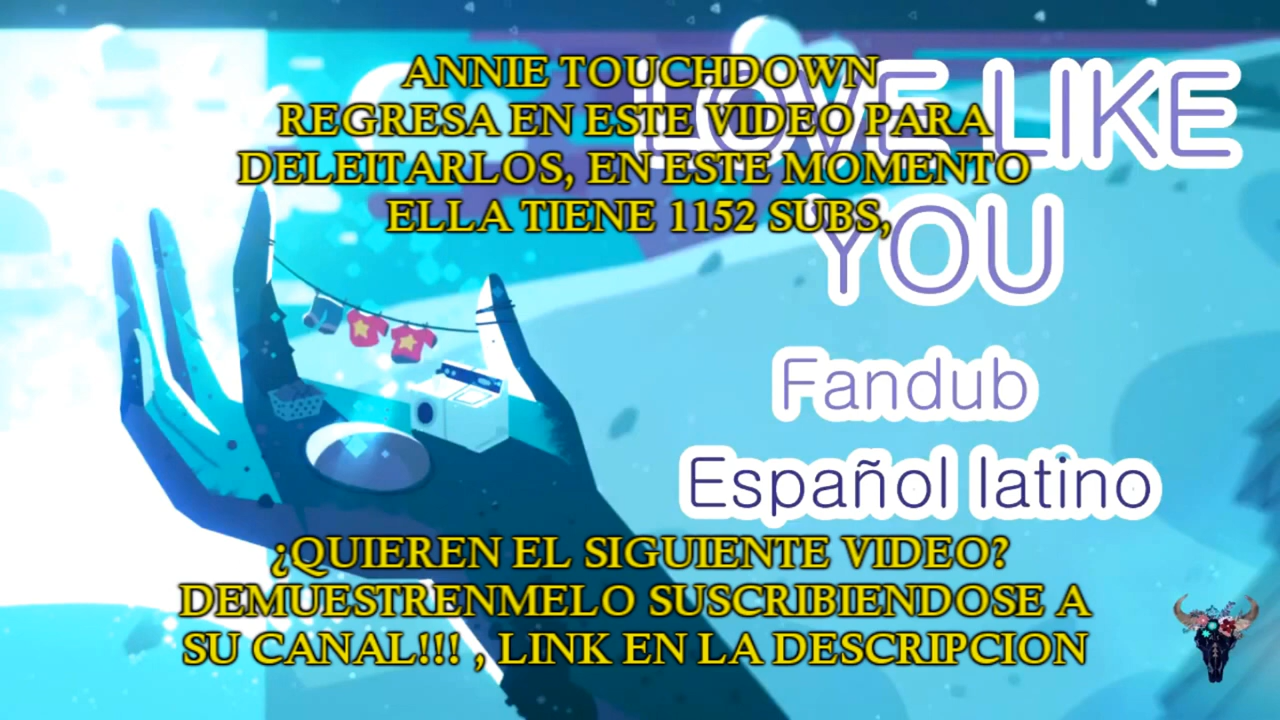 ANNIE TOUCHDOWN
REGRESA EN ESTE VIDEO PARA
DELEITARLOS, EN ESTE MOMENTO
ELLA TIENE 1152 SUBS,
LOVE LIKE
YOU
Fandub
Español latino
¿QUIEREN EL SIGUIENTE VIDEO?
DEMUESTRENMELO SUSCRIBIENDOSE A
SU CANAL!!! , LINK EN LA DESCRIPCION